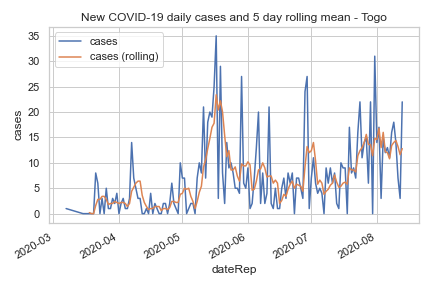 New COVID-19 daily cases and 5 day rolling mean - Togo
cases
cases (rolling)
cases
35
30
25
20
15
10
5
0
2020-03
2020-04
2020-05
2020-06
2020-07
2020-08
dateRep